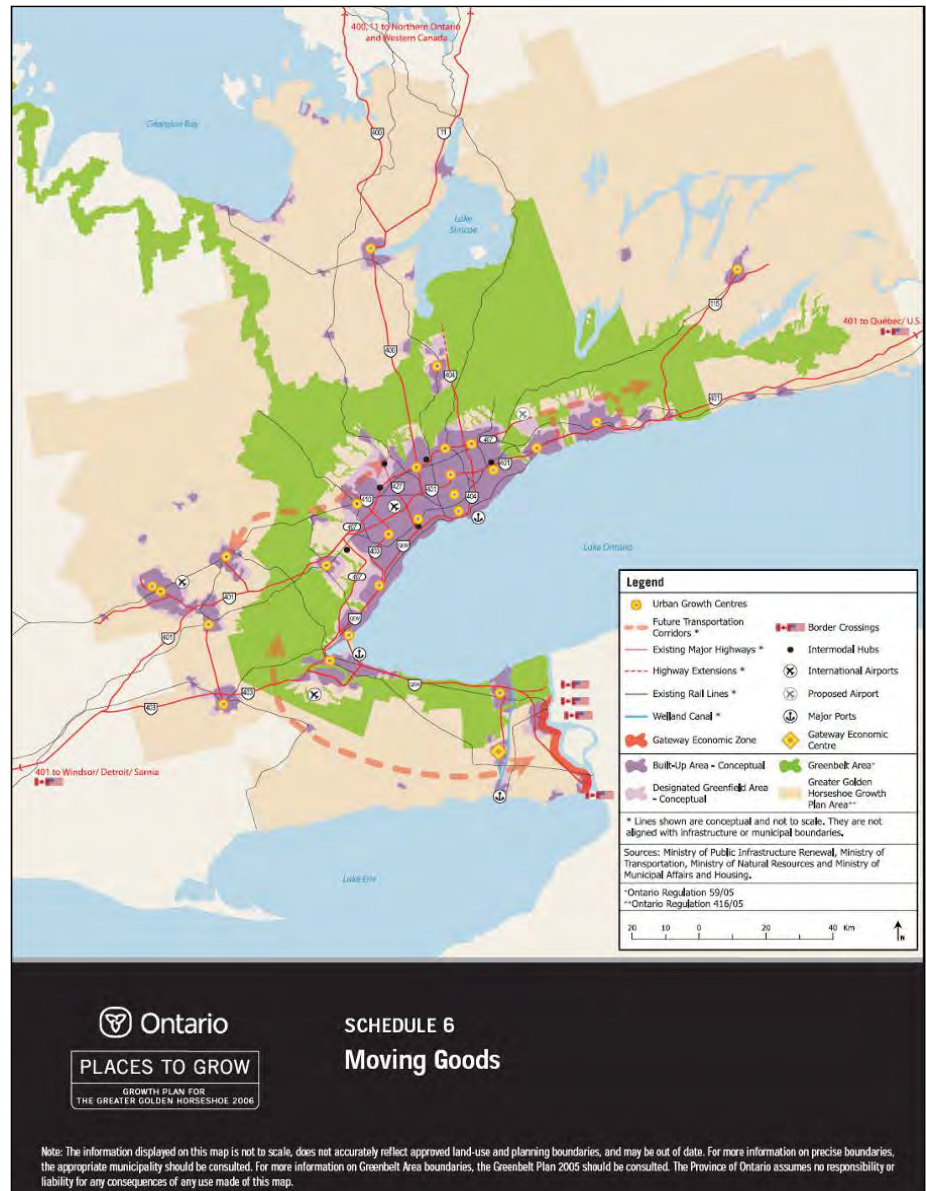 400, 11 to Northern Ontario
and Western Canada
Georgian Bay
400
11
Lake
Simcoe
115
401 to Québec/ U.S.
400
404
401
407
401
427
410
401
404
407
403
QEW
Lake Ontario
401
407
QEW
401
403
403
QEW
401 to Windsor/ Detroit/ Sarnia
Lake Erie
Legend
Urban Growth Centres
Future Transportation
Corridors *
Border Crossings
Existing Major Highways *
Intermodal Hubs
Highway Extensions *
International Airports
Existing Rail Lines *
Proposed Airport
Welland Canal *
Major Ports
Gateway Economic Zone
Gateway Economic
Centre
Built-Up Area - Conceptual
Greenbelt Area+
Designated Greenfield Area
- Conceptual
Greater Golden
Horseshoe Growth
Plan Area++
* Lines shown are conceptual and not to scale. They are not
aligned with infrastructure or municipal boundaries.
Sources: Ministry of Public Infrastructure Renewal, Ministry of
Transportation, Ministry of Natural Resources and Ministry of
Municipal Affairs and Housing.
+Ontario Regulation 59/05
++Ontario Regulation 416/05
20 10 0 20 40 Km
N
Ontario
PLACES TO GROW
GROWTH PLAN FOR
THE GREATER GOLDEN HORSESHOE 2006
SCHEDULE 6
Moving Goods
Note: The information displayed on this map is not to scale, does not accurately reflect approved land-use and planning boundaries, and may be out of date. For more information on precise boundaries,
the appropriate municipality should be consulted. For more information on Greenbelt Area boundaries, the Greenbelt Plan 2005 should be consulted. The Province of Ontario assumes no responsibility or
liability for any consequences of any use made of this map.